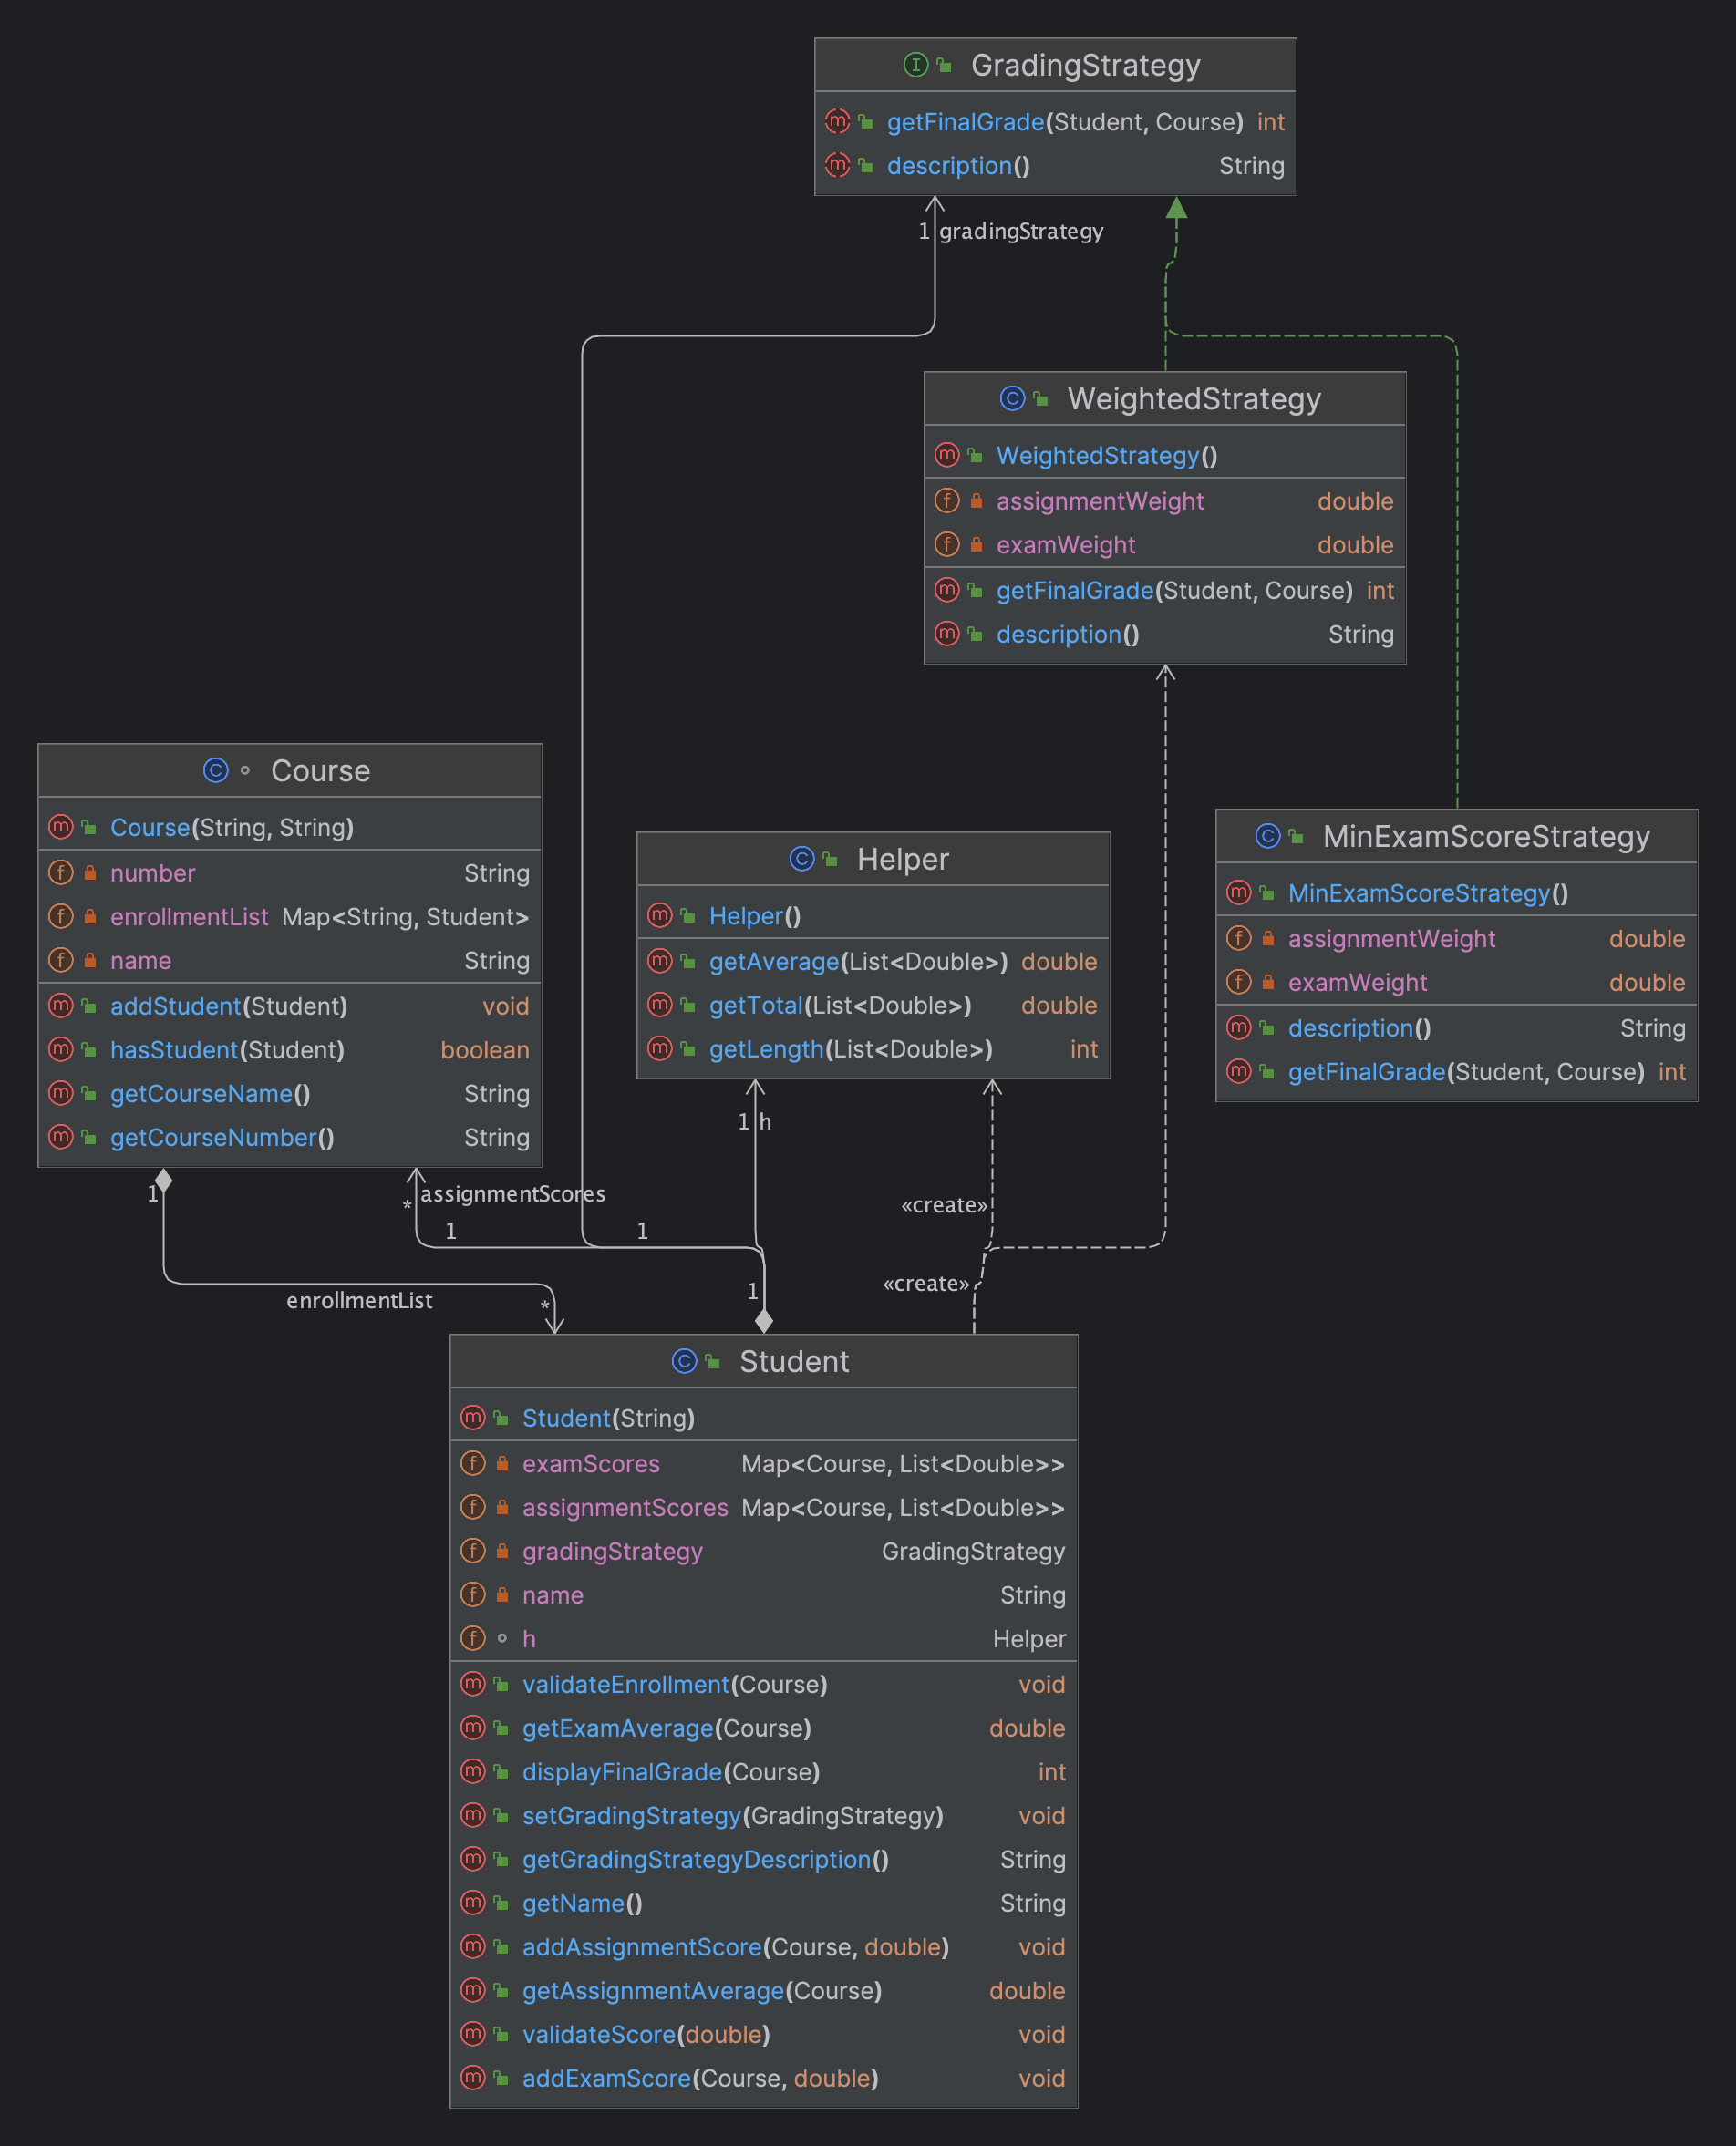 GradingStrategy
getFinalGrade(Student, Course) int
description() String
1 gradingStrategy
WeightedStrategy
WeightedStrategy()
assignmentWeight double
examWeight double
getFinalGrade(Student, Course) int
description() String
Course
Course(String, String)
number String
enrollmentList Map<String, Student>
name String
addStudent(Student) void
hasStudent(Student) boolean
getCourseName() String
getCourseNumber() String
Helper
Helper()
getAverage(List<Double>) double
getTotal(List<Double>) double
getLength(List<Double>) int
MinExamScoreStrategy
MinExamScoreStrategy()
assignmentWeight double
examWeight double
description() String
getFinalGrade(Student, Course) int
1 h
1
* assignmentScores
«create»
1
1
«create»
1
enrollmentList *
Student
Student(String)
examScores Map<Course, List<Double>>
assignmentScores Map<Course, List<Double>>
gradingStrategy GradingStrategy
name String
h Helper
validateEnrollment(Course) void
getExamAverage(Course) double
displayFinalGrade(Course) int
setGradingStrategy(GradingStrategy) void
getGradingStrategyDescription() String
getName() String
addAssignmentScore(Course, double) void
getAssignmentAverage(Course) double
validateScore(double) void
addExamScore(Course, double) void